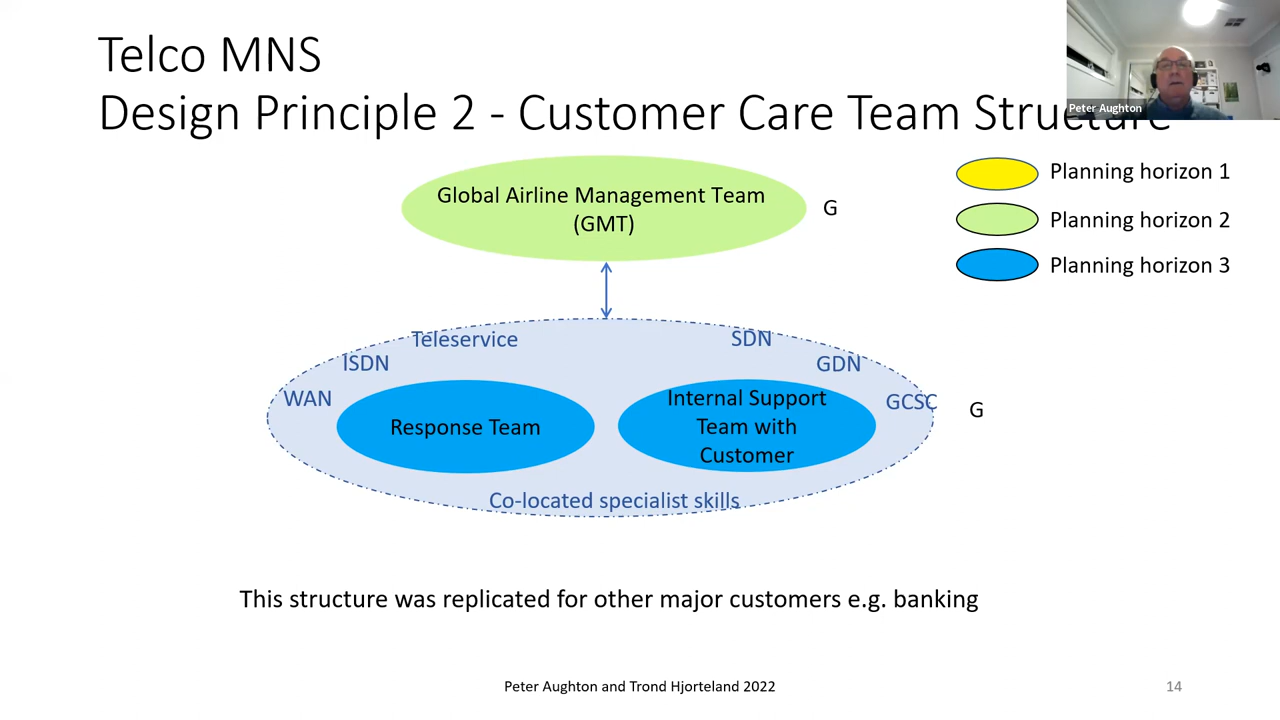 Telco MNS
Design Principle 2 - Customer Care Team Structure
Peter Aughton
Global Airline Management Team
(GMT)
G
Planning horizon 1
Planning horizon 2
Planning horizon 3
Teleservice
SDN
ISDN
GDN
WAN
GCSC
Response Team
Internal Support
Team with
Customer
G
Co-located specialist skills
This structure was replicated for other major customers e.g. banking
Peter Aughton and Trond Hjorteland 2022
14